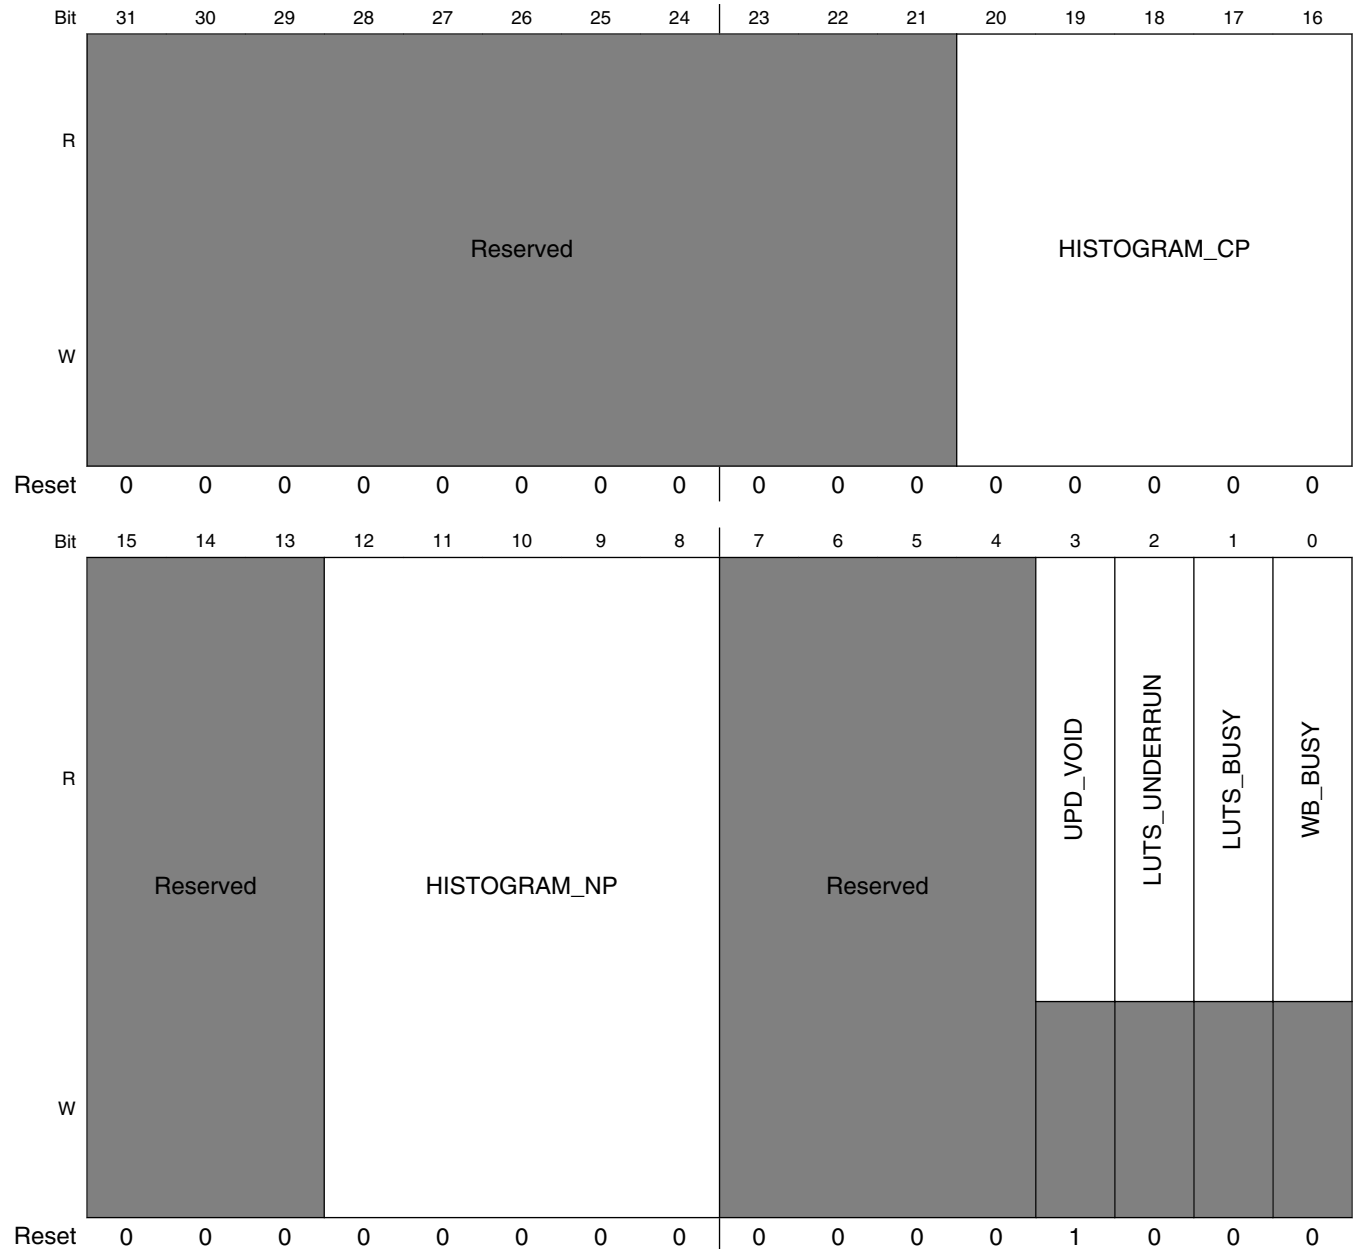 Bit 31 30 29 28 27 26 25 24 23 22 21 20 19 18 17 16
R
Reserved HISTOGRAM_CP
W
Reset 0 0 0 0 0 0 0 0 0 0 0 0 0 0 0 0
Bit 15 14 13 12 11 10 9 8 7 6 5 4 3 2 1 0
R
UPD_VOID
LUTS_UNDERRUN
LUTS_BUSY
WB_BUSY
Reserved HISTOGRAM_NP Reserved
W
Reset 0 0 0 0 0 0 0 0 0 0 0 0 1 0 0 0